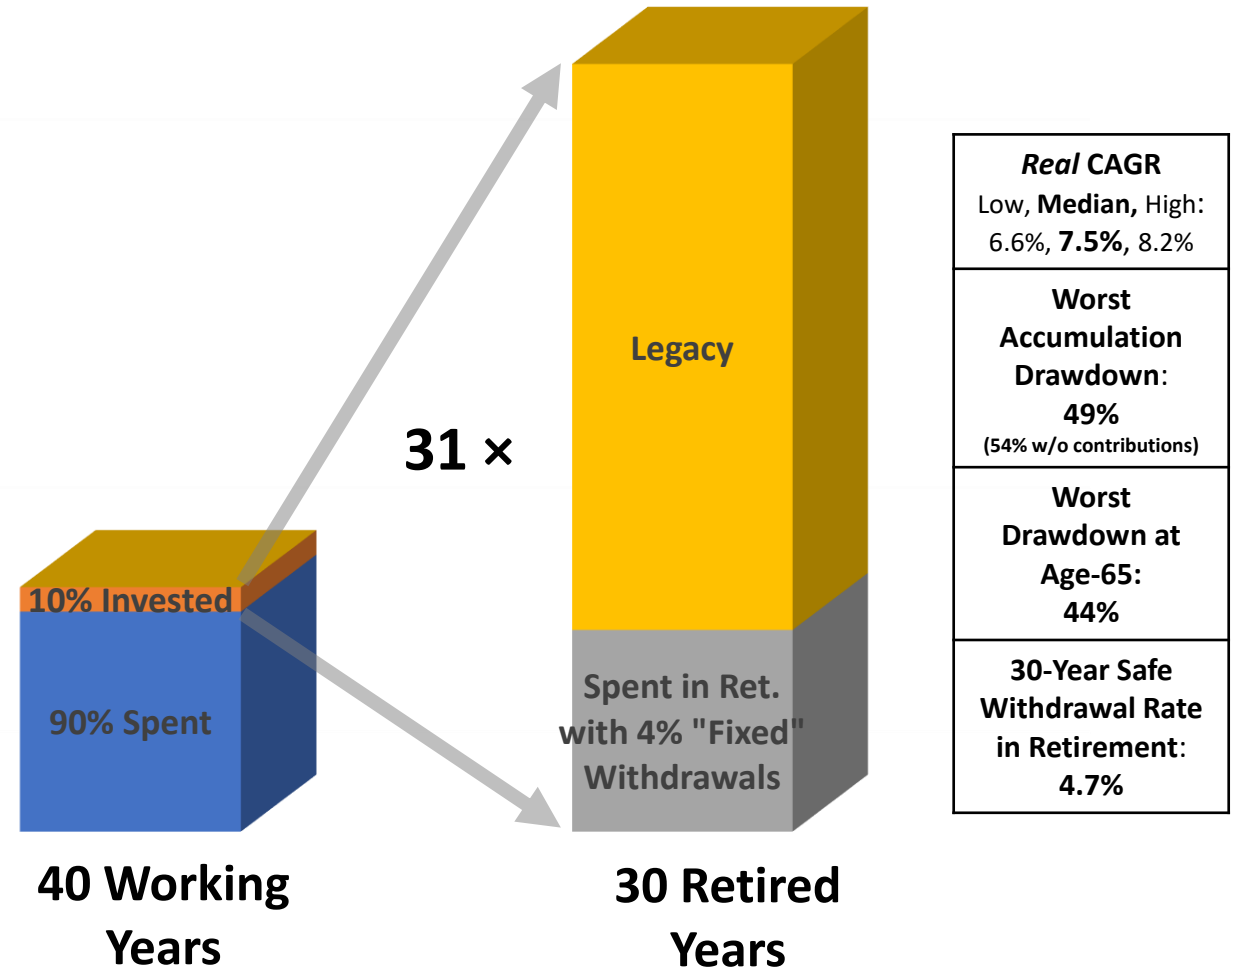 Legacy
31 ×
10% Invested
90% Spent
Spent in Ret.
with 4% "Fixed"
Withdrawals
40 Working
Years
30 Retired
Years
Real CAGR
Low, Median, High:
6.6%, 7.5%, 8.2%
Worst
Accumulation
Drawdown:
49%
(54% w/o contributions)
Worst
Drawdown at
Age-65:
44%
30-Year Safe
Withdrawal Rate
in Retirement:
4.7%